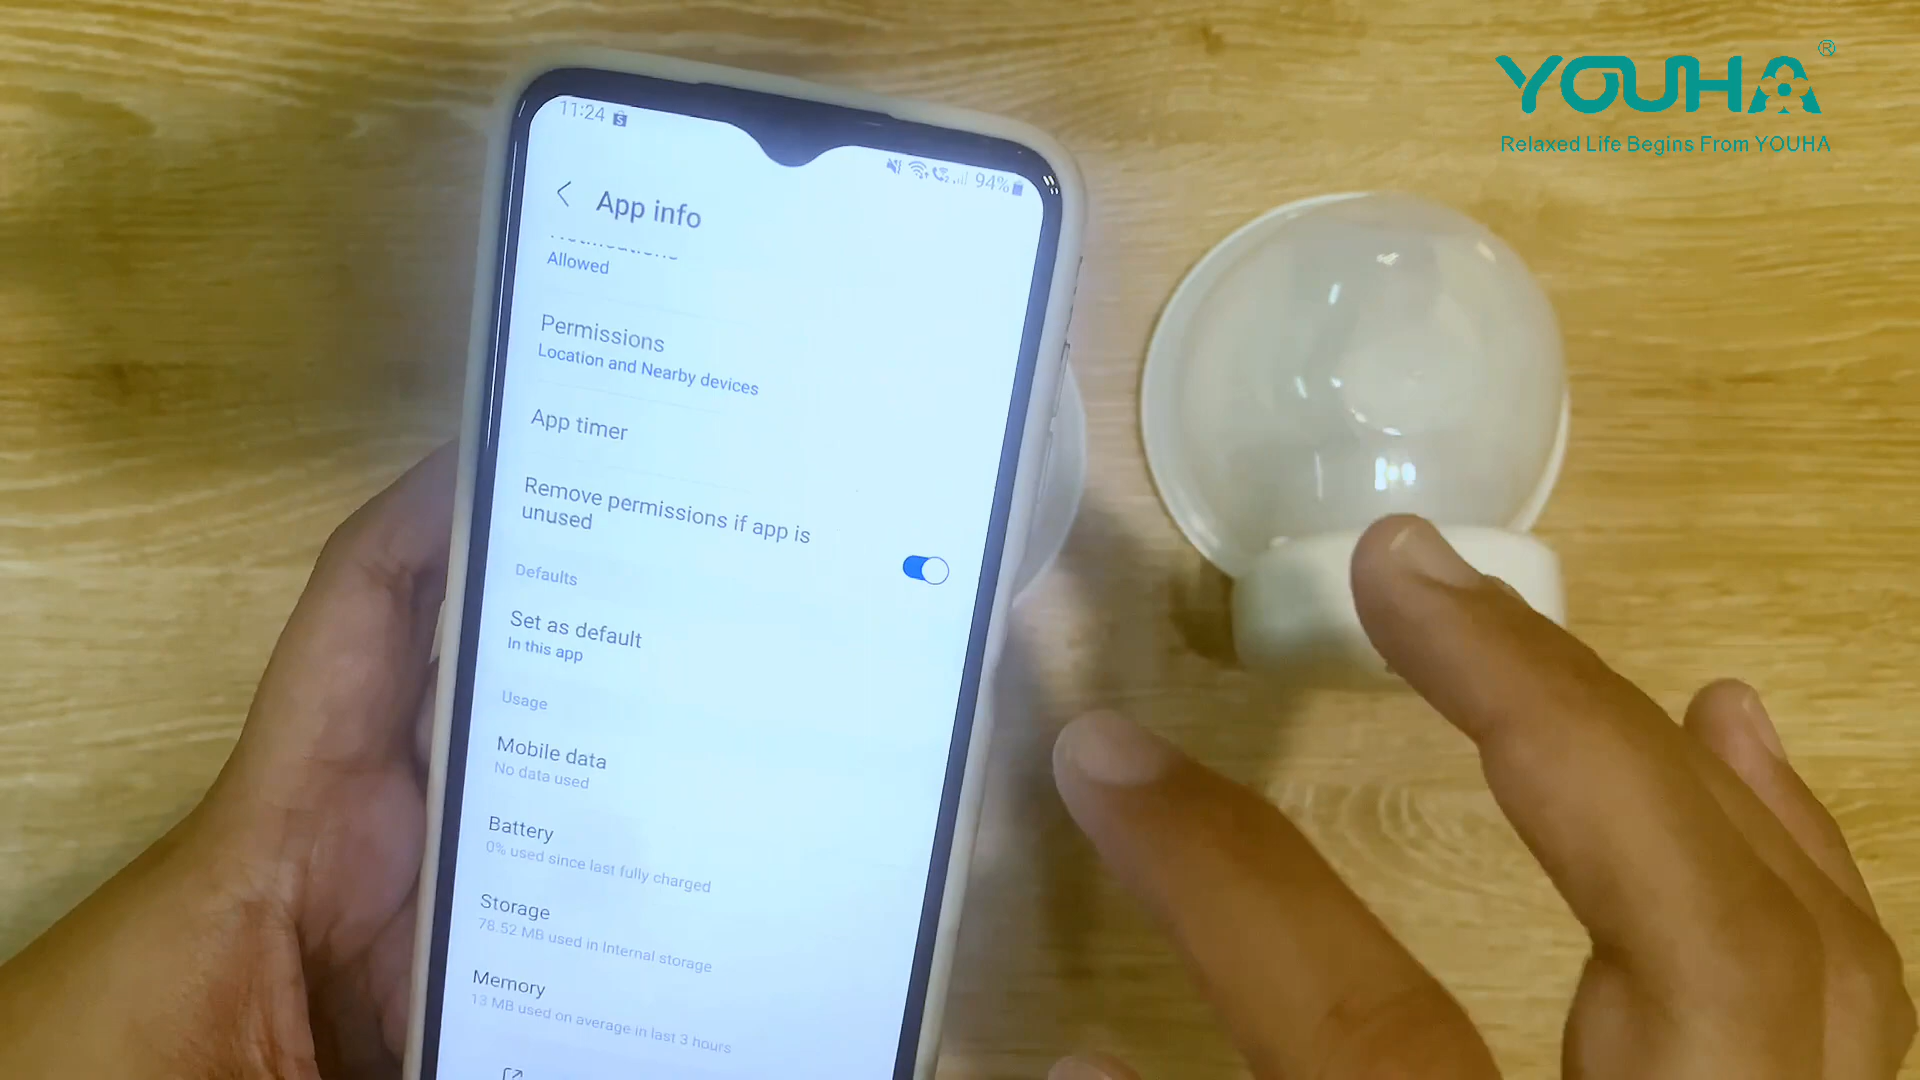 YOUHA®
Relaxed Life Begins From YOUHA
11:24
94%
App info
Notifications
Allowed
Permissions
Location and Nearby devices
App timer
Remove permissions if app is
unused
Defaults
Set as default
In this app
Usage
Mobile data
No data used
Battery
0% used since last fully charged
Storage
78.52 MB used in Internal storage
Memory
13 MB used on average in last 3 hours